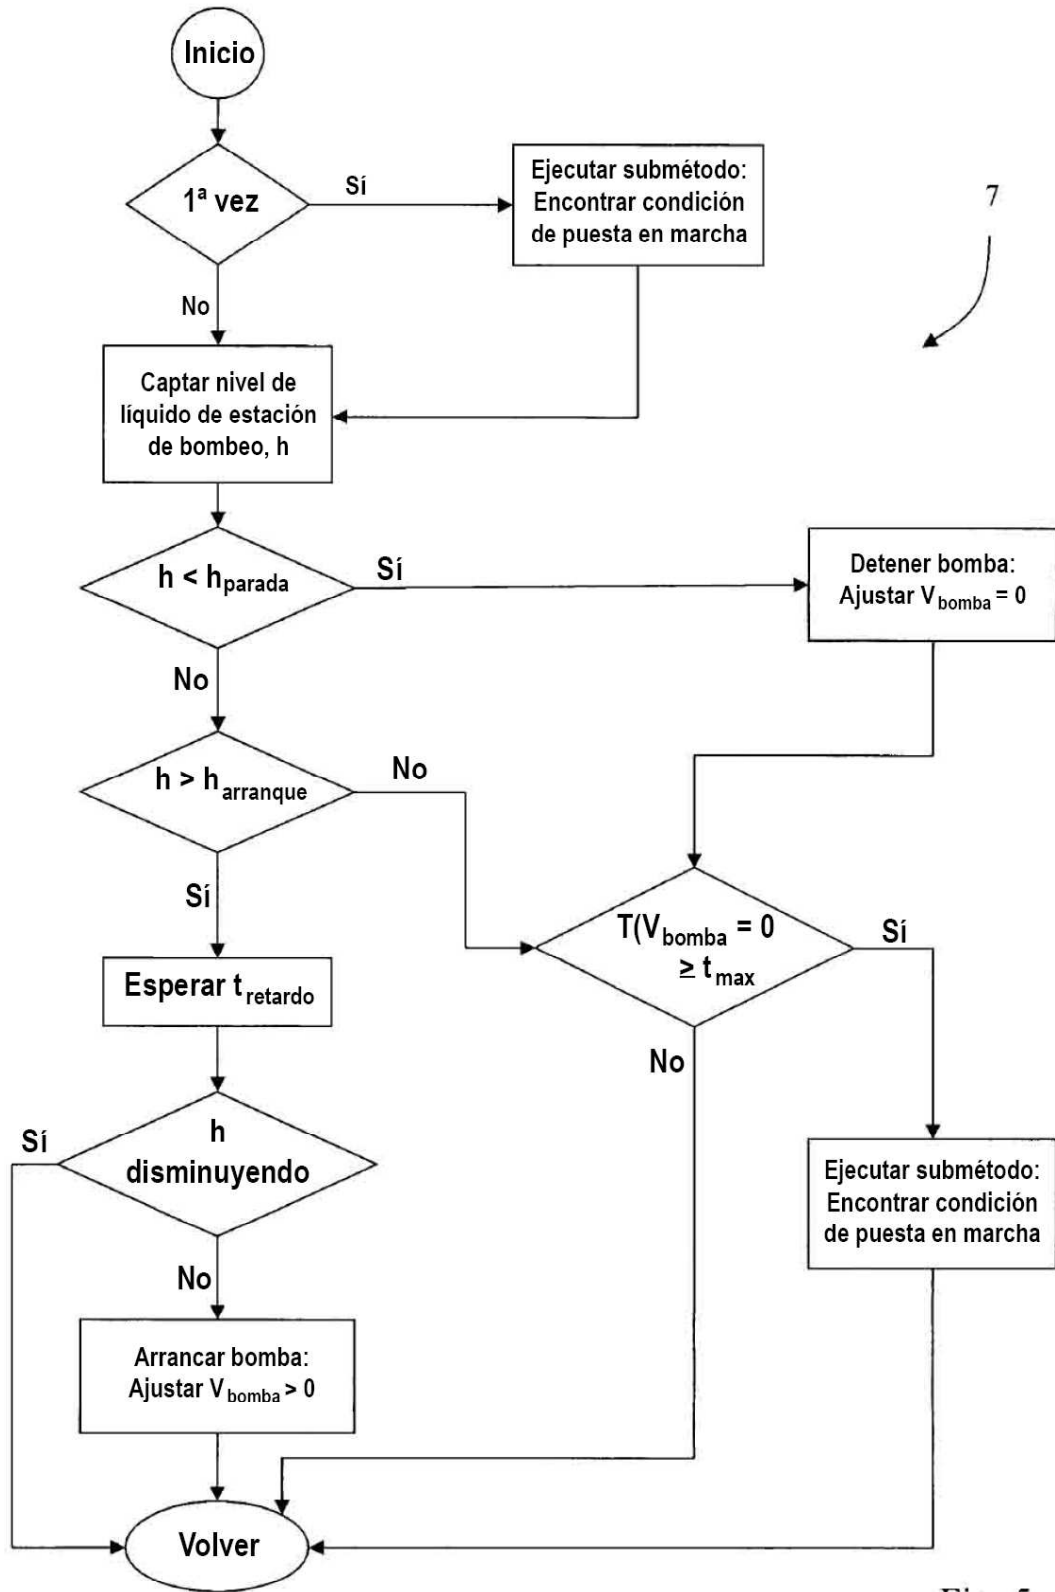 Inicio
1ª vez
Sí
Ejecutar submétodo:
Encontrar condición
de puesta en marcha
7
No
Captar nivel de
líquido de estación
de bombeo, h
h < hparada
Sí
Detener bomba:
Ajustar Vbomba = 0
No
h > harranque
No
Sí
T(Vbomba = 0
≥ tmax
Sí
Esperar tretardo
No
h
disminuyendo
Sí
Ejecutar submétodo:
Encontrar condición
de puesta en marcha
No
Arrancar bomba:
Ajustar Vbomba > 0
Volver